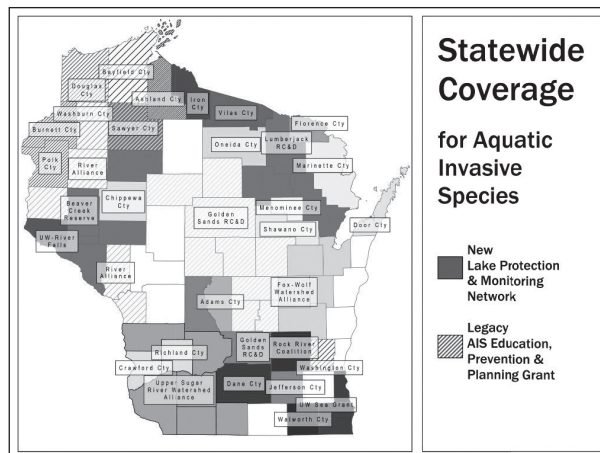 Statewide
Coverage
for Aquatic
Invasive
Species
New
Lake Protection
& Monitoring
Network
Legacy
AIS Education,
Prevention &
Planning Grant
Bayfield Cty
Douglas
Cty
Ashland Cty
Iron
Cty
Vilas Cty
Washburn Cty
Florence Cty
Burnett Cty
Sawyer Cty
Oneida Cty
Lumberjack
RC&D
Polk
Cty
River
Alliance
Marinette Cty
Beaver
Creek
Reserve
Chippewa
Cty
Golden
Sands RC&D
Menominee Cty
Shawano Cty
Door Cty
UW-River
Falls
River
Alliance
Fox-Wolf
Watershed
Alliance
Adams Cty
Golden
Sands
RC&D
Rock River
Coalition
Richland Cty
Crawford Cty
Washington Cty
Upper Sugar
River Watershed
Alliance
Dane Cty
Jefferson Cty
UW Sea Grant
Walworth Cty